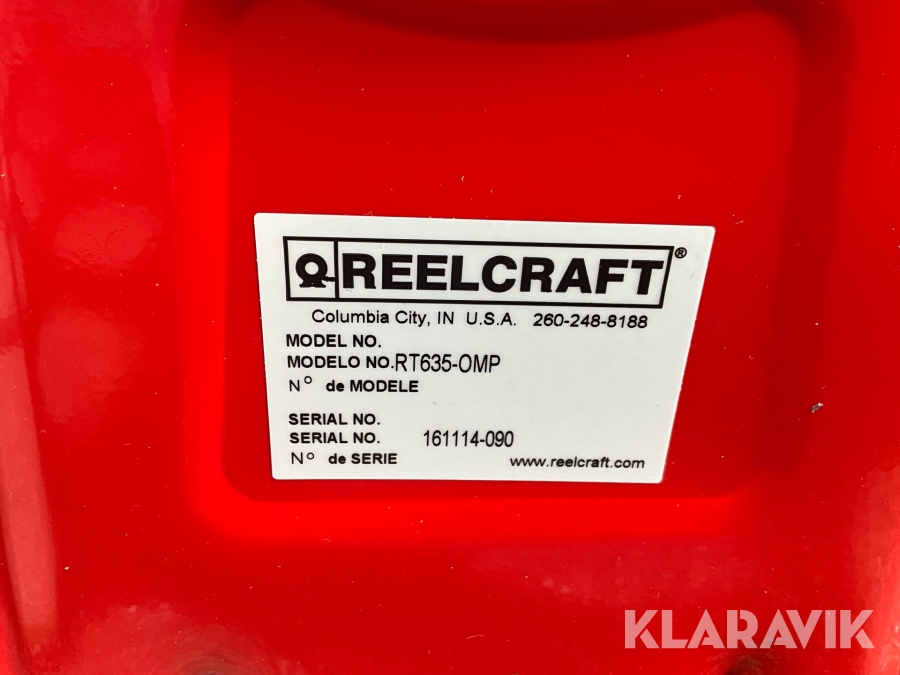 REELCRAFT®
Columbia City, IN U.S.A. 260-248-8188
MODEL NO.
MODELO NO. RT635-OMP
N° de MODELE
SERIAL NO.
SERIAL NO. 161114-090
N° de SERIE www.reelcraft.com
KLARAVIK